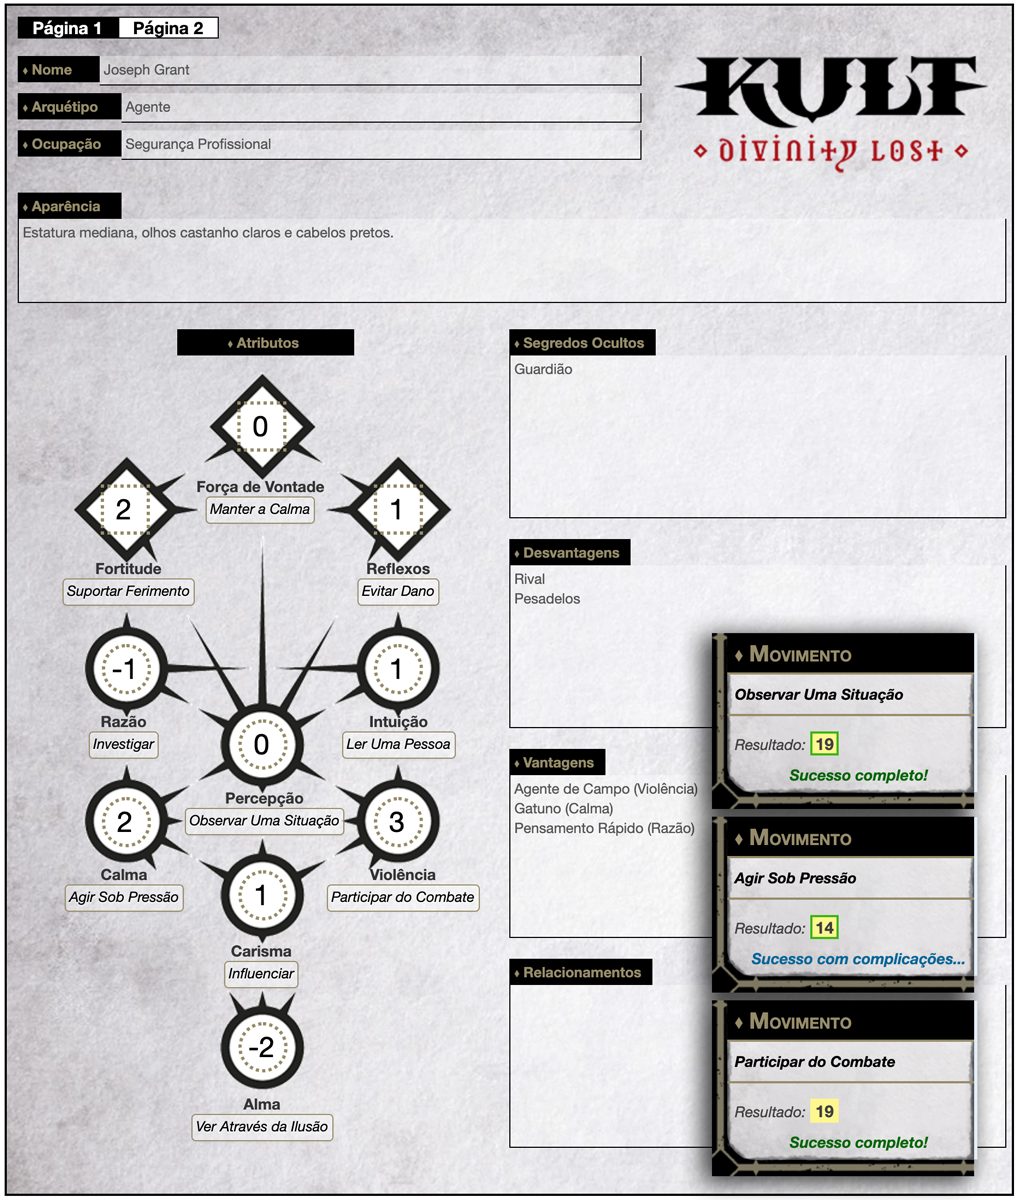 Página 1 Página 2
♦ Nome Joseph Grant
♦ Arquétipo Agente
♦ Ocupação Segurança Profissional
KULT
DIVINITY LOST
♦ Aparência
Estatura mediana, olhos castanho claros e cabelos pretos.
♦ Atributos
0
Força de Vontade
Manter a Calma
2
Fortitude
Suportar Ferimento
1
Reflexos
Evitar Dano
-1
Razão
Investigar
1
Intuição
Ler Uma Pessoa
0
Percepção
Observar Uma Situação
2
Calma
Agir Sob Pressão
3
Violência
Participar do Combate
1
Carisma
Influenciar
-2
Alma
Ver Através da Ilusão
♦ Segredos Ocultos
Guardião
♦ Desvantagens
Rival
Pesadelos
♦ Vantagens
Agente de Campo (Violência)
Gatuno (Calma)
Pensamento Rápido (Razão)
♦ Relacionamentos
♦ Movimento
Observar Uma Situação
Resultado: 19
Sucesso completo!
♦ Movimento
Agir Sob Pressão
Resultado: 14
Sucesso com complicações...
♦ Movimento
Participar do Combate
Resultado: 19
Sucesso completo!